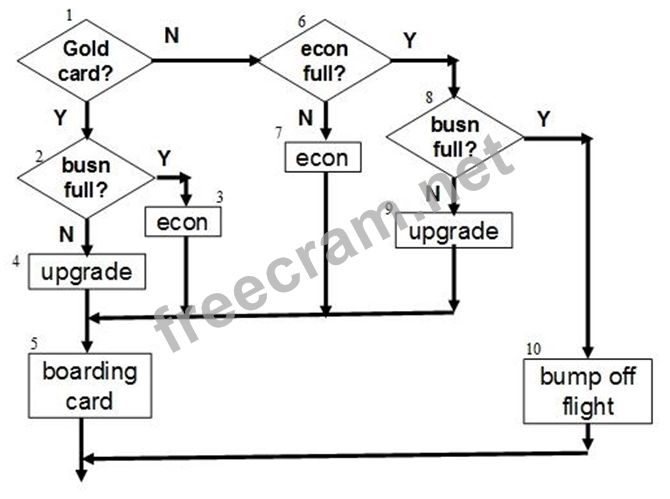 1
Gold
card?
N
6
econ
full?
Y
Y
N
8
busn
full?
Y
2
busn
full?
Y
7
econ
3
econ
N
9
upgrade
N
4
upgrade
5
boarding
card
10
bump off
flight
freecram.net